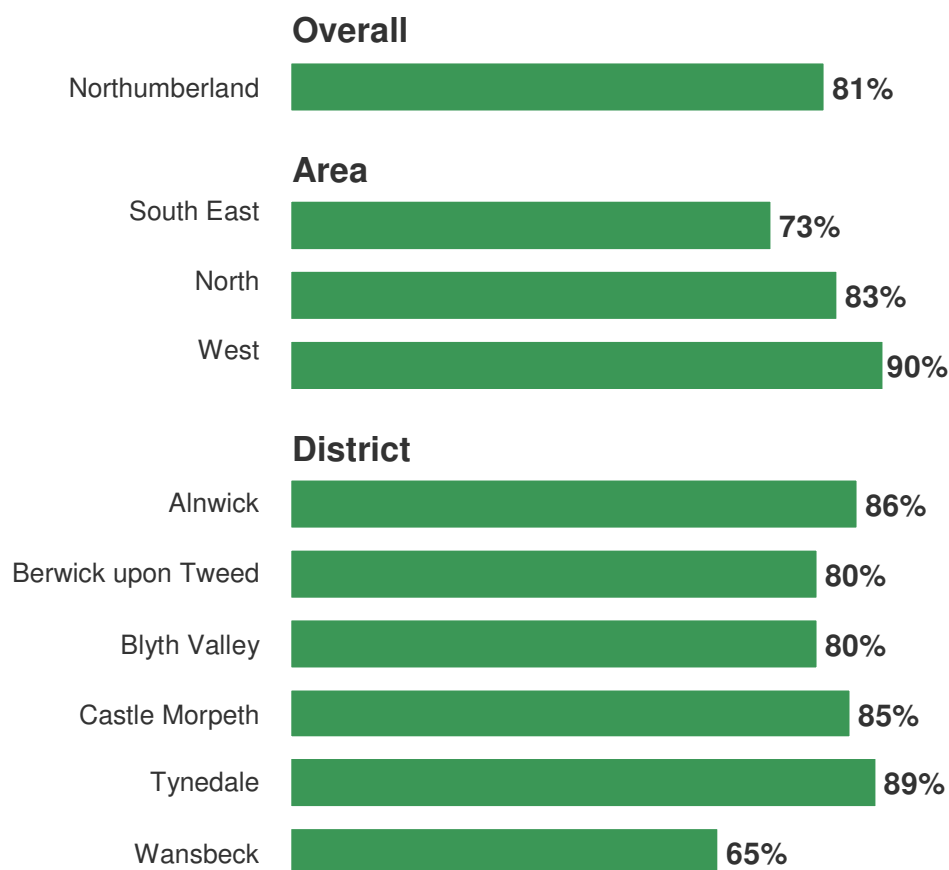 Overall
Northumberland 81%
Area
South East 73%
North 83%
West 90%
District
Alnwick 86%
Berwick upon Tweed 80%
Blyth Valley 80%
Castle Morpeth 85%
Tynedale 89%
Wansbeck 65%